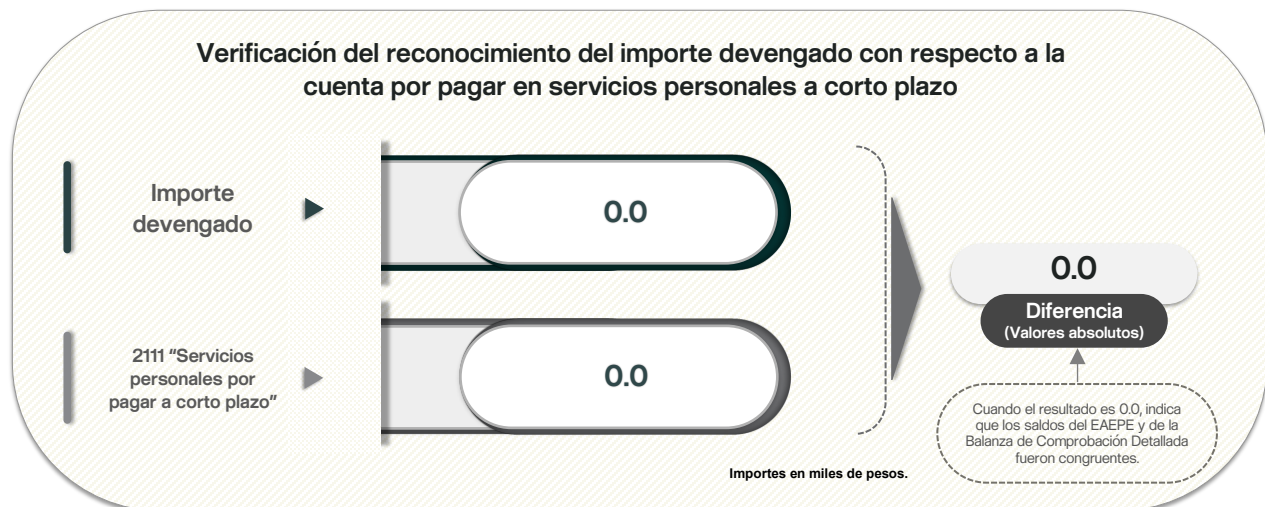 Verificación del reconocimiento del importe devengado con respecto a la
cuenta por pagar en servicios personales a corto plazo
Importe
devengado
0.0
2111 “Servicios
personales por
pagar a corto plazo”
0.0
0.0
Diferencia
(Valores absolutos)
Cuando el resultado es 0.0, indica
que los saldos del EAEPE y de la
Balanza de Comprobación Detallada
fueron congruentes.
Importes en miles de pesos.